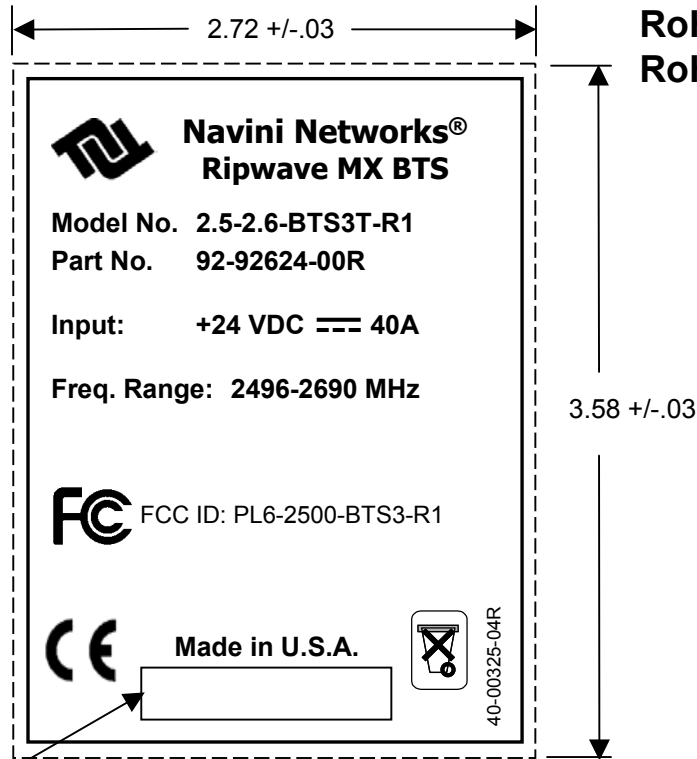 2.72 +/-.03
Navini Networks®
Ripwave MX BTS
Model No. 2.5-2.6-BTS3T-R1
Part No. 92-92624-00R
Input: +24 VDC 40A
Freq. Range: 2496-2690 MHz
3.58 +/-.03
FC FCC ID: PL6-2500-BTS3-R1
CE
Made in U.S.A.
40-00325-04R